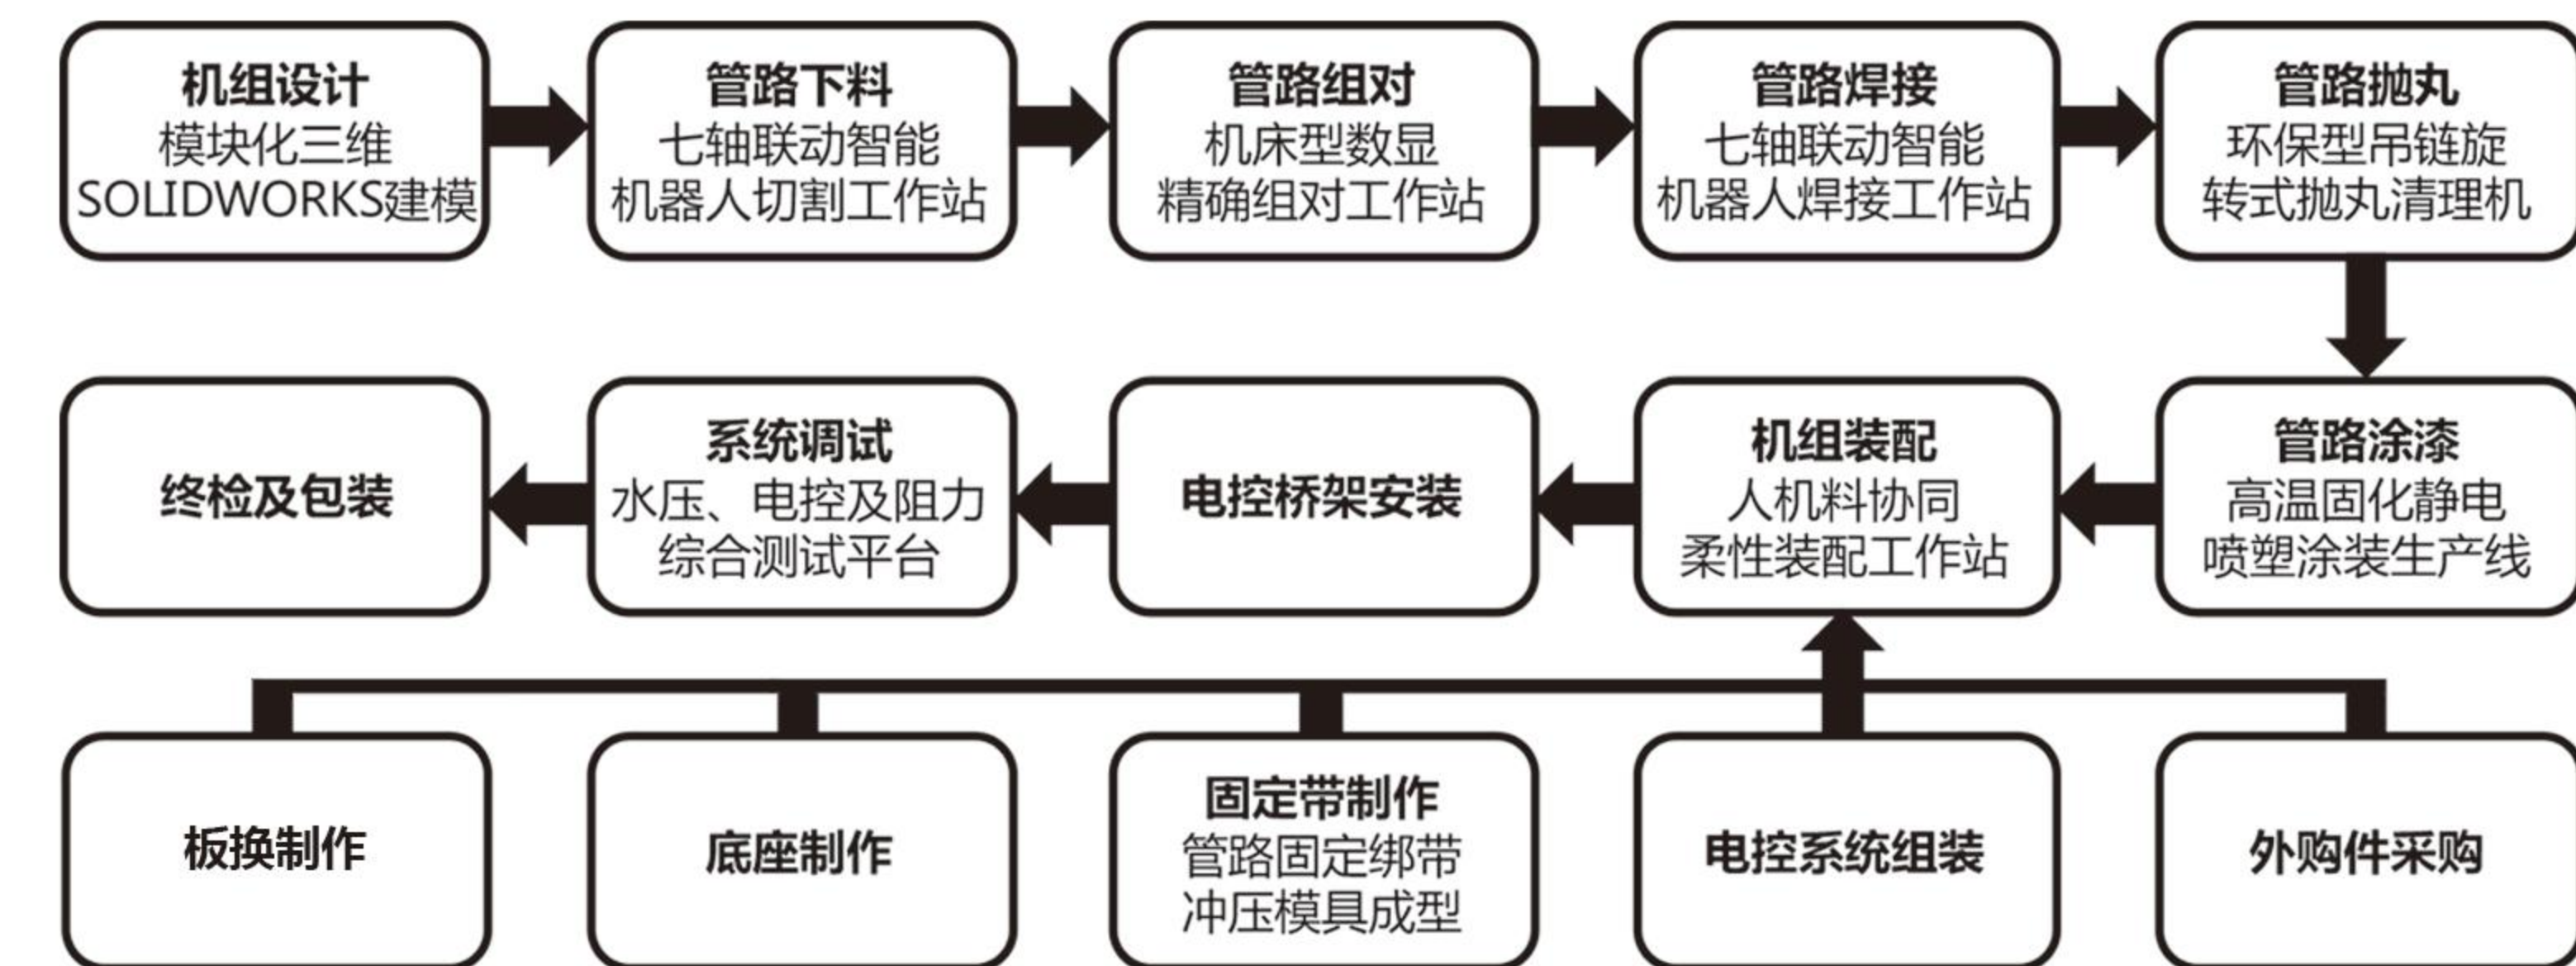 机组设计
模块化三维
SOLIDWORKS建模
管路下料
七轴联动智能
机器人切割工作站
管路组对
机床型数显
精确组对工作站
管路焊接
七轴联动智能
机器人焊接工作站
管路抛丸
环保型吊链旋
转式抛丸清理机
终检及包装
系统调试
水压、电控及阻力
综合测试平台
电控桥架安装
机组装配
人机料协同
柔性装配工作站
管路涂漆
高温固化静电
喷塑涂装生产线
板换制作
底座制作
固定带制作
管路固定绑带
冲压模具成型
电控系统组装
外购件采购